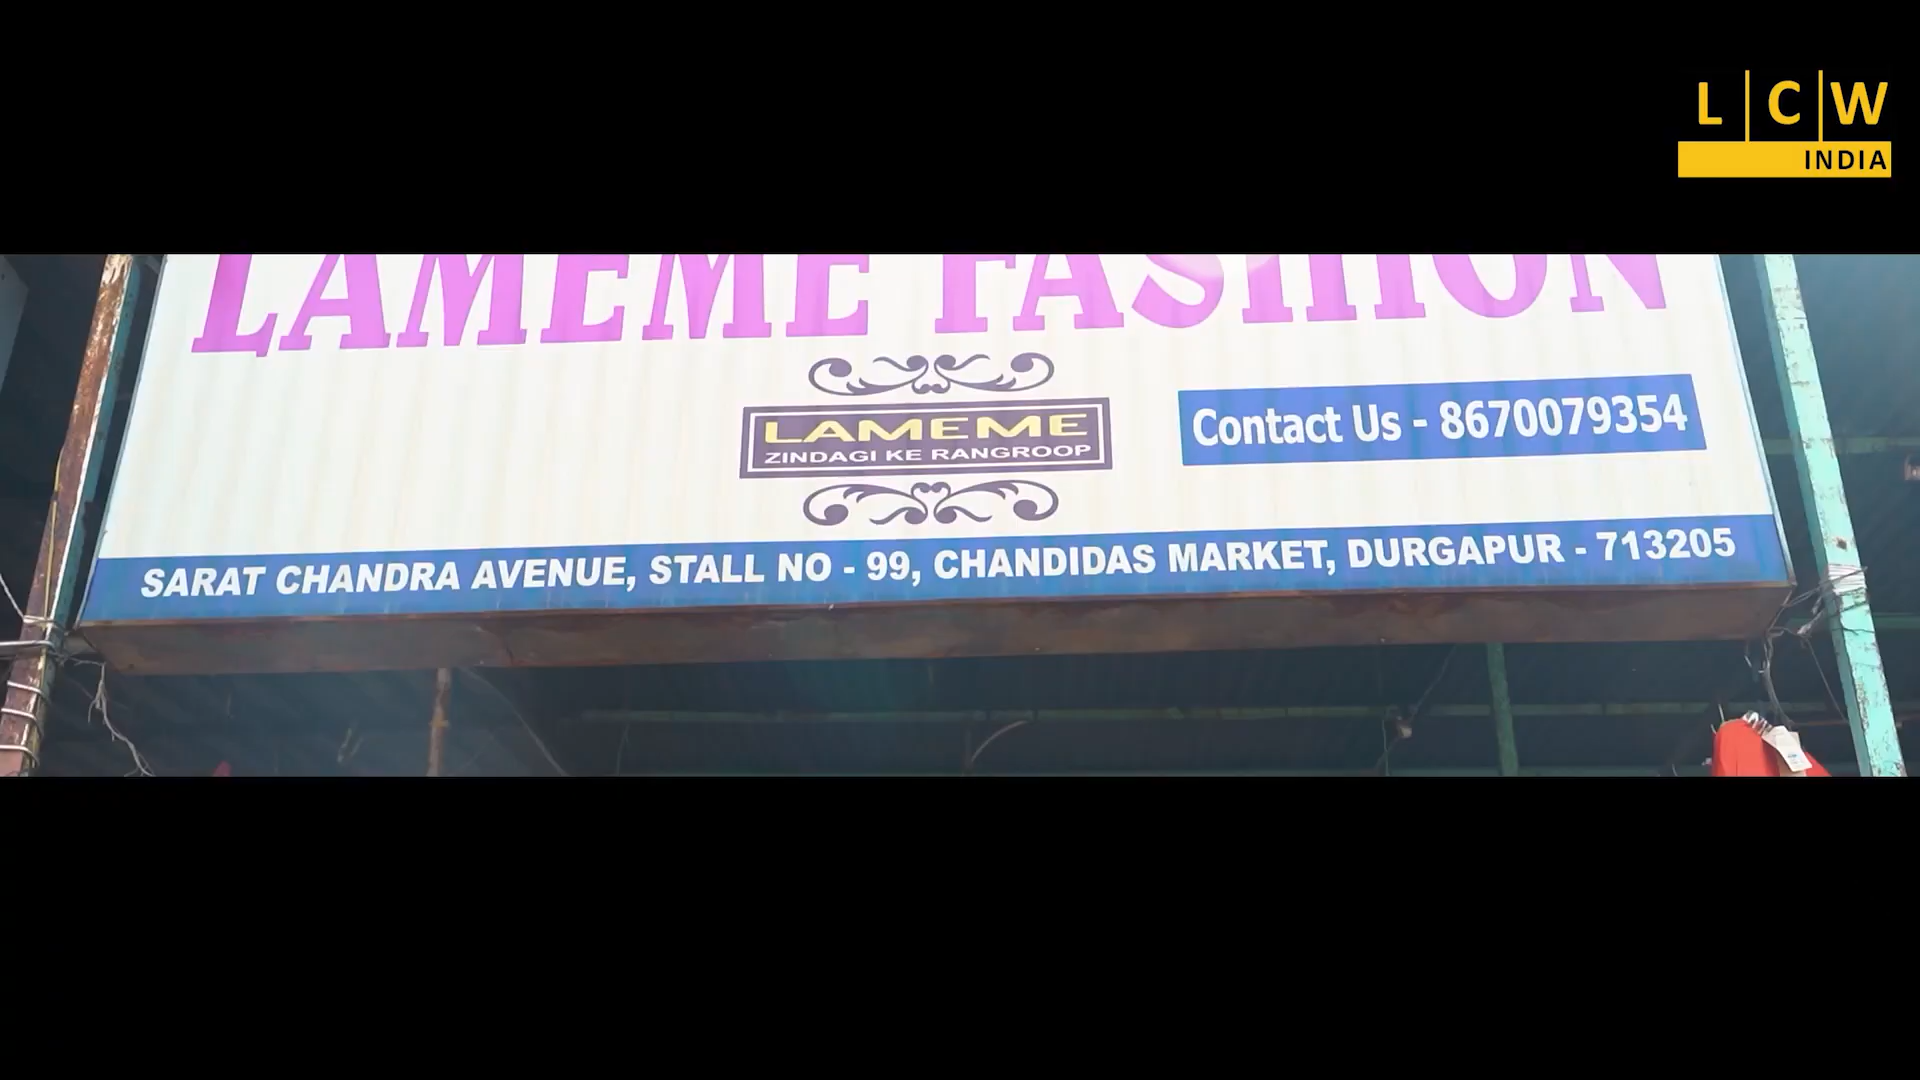 L C W
INDIA
LAMEME FASHION
LAMEME
ZINDAGI KE RANGROOP
Contact Us - 8670079354
SARAT CHANDRA AVENUE, STALL NO - 99, CHANDIDAS MARKET, DURGAPUR - 713205